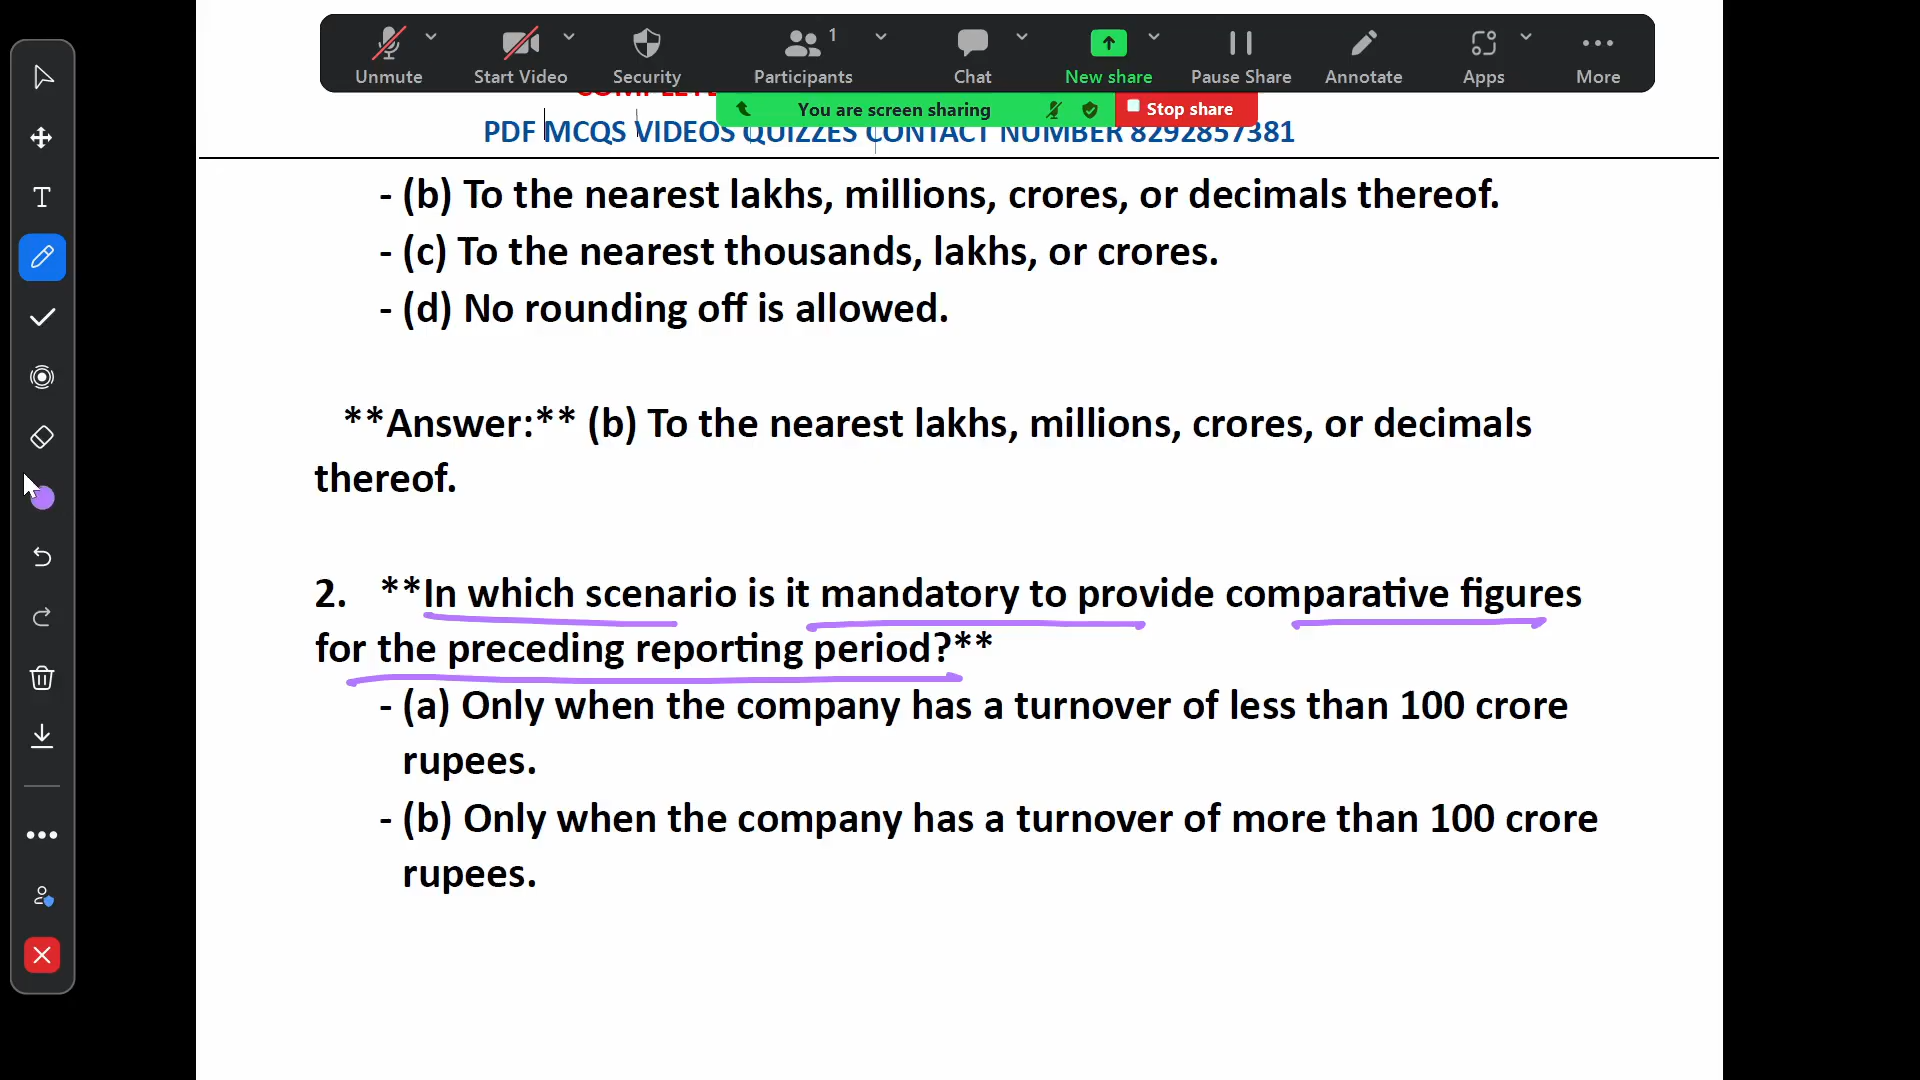 Unmute Start Video Security Participants 1 Chat New share Pause Share Annotate Apps More
You are screen sharing Stop share
PDF MCQS VIDEOS QUIZZES CONTACT NUMBER 8292857381
- (b) To the nearest lakhs, millions, crores, or decimals thereof.
- (c) To the nearest thousands, lakhs, or crores.
- (d) No rounding off is allowed.
**Answer:** (b) To the nearest lakhs, millions, crores, or decimals
thereof.
2. **In which scenario is it mandatory to provide comparative figures
for the preceding reporting period?**
- (a) Only when the company has a turnover of less than 100 crore
rupees.
- (b) Only when the company has a turnover of more than 100 crore
rupees.